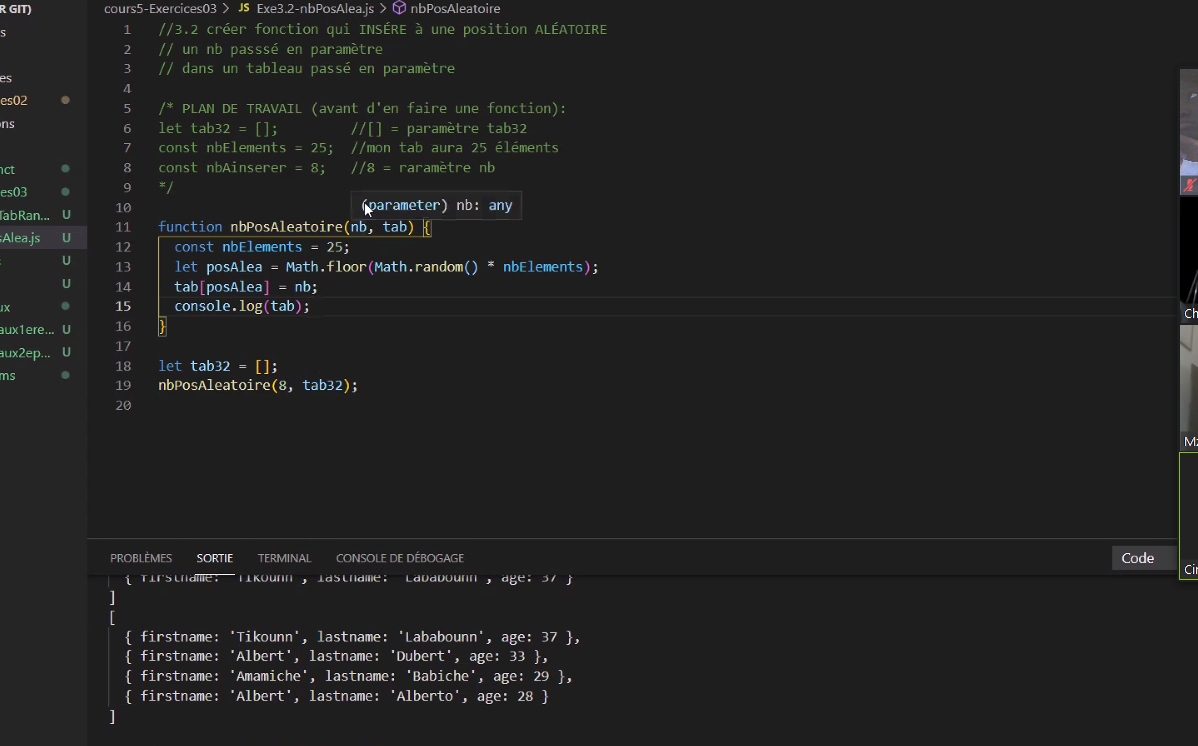 R GIT)
cours5-Exercices03 > JS Exe3.2-nbPosAlea.js > nbPosAleatoire
s
es
es02
ons
nct
es03
TabRan... U
sAlea.js U
s U
U
ux
aux1ere... U
aux2ep... U
ms
1 //3.2 créer fonction qui INSÉRE à une position ALÉATOIRE
2 // un nb passsé en paramètre
3 // dans un tableau passé en paramètre
4
5 /* PLAN DE TRAVAIL (avant d'en faire une fonction):
6 let tab32 = []; //[] = paramètre tab32
7 const nbElements = 25; //mon tab aura 25 éléments
8 const nbAinserer = 8; //8 = raramètre nb
9 */
10 (parameter) nb: any
11 function nbPosAleatoire(nb, tab) {
12 const nbElements = 25;
13 let posAlea = Math.floor(Math.random() * nbElements);
14 tab[posAlea] = nb;
15 console.log(tab);
16 }
17
18 let tab32 = [];
19 nbPosAleatoire(8, tab32);
20
PROBLÈMES SORTIE TERMINAL CONSOLE DE DÉBOGAGE Code
{ firstname: 'Tikounn', lastname: 'Lababounn', age: 37 }
]
[
{ firstname: 'Tikounn', lastname: 'Lababounn', age: 37 },
{ firstname: 'Albert', lastname: 'Dubert', age: 33 },
{ firstname: 'Amamiche', lastname: 'Babiche', age: 29 },
{ firstname: 'Albert', lastname: 'Alberto', age: 28 }
]
Ch
Mz
Cin